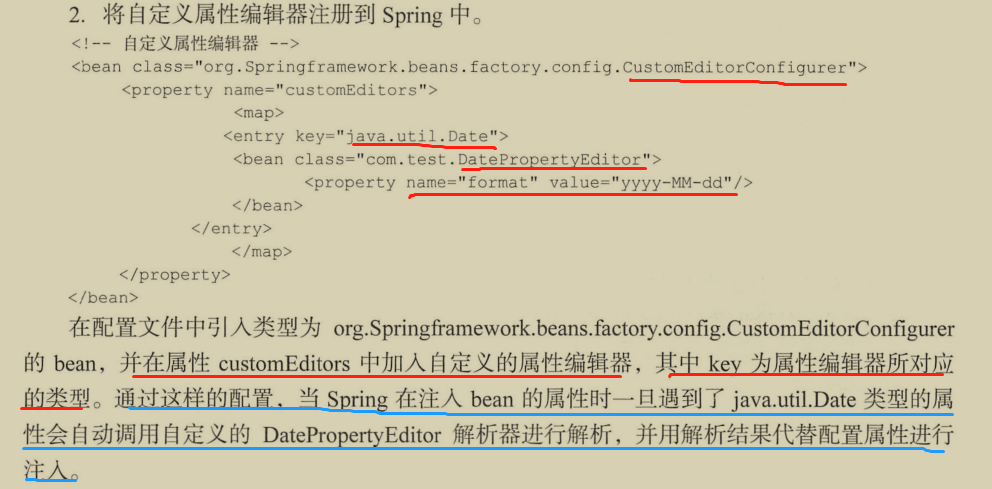 2. 将自定义属性编辑器注册到 Spring 中。
<!-- 自定义属性编辑器 -->
<bean class="org.Springframework.beans.factory.config.CustomEditorConfigurer">
<property name="customEditors">
<map>
<entry key="java.util.Date">
<bean class="com.test.DatePropertyEditor">
<property name="format" value="yyyy-MM-dd"/>
</bean>
</entry>
</map>
</property>
</bean>
在配置文件中引入类型为 org.Springframework.beans.factory.config.CustomEditorConfigurer
的 bean，并在属性 customEditors 中加入自定义的属性编辑器，其中 key 为属性编辑器所对应
的类型。通过这样的配置，当 Spring 在注入 bean 的属性时一旦遇到了 java.util.Date 类型的属
性会自动调用自定义的 DatePropertyEditor 解析器进行解析，并用解析结果代替配置属性进行
注入。